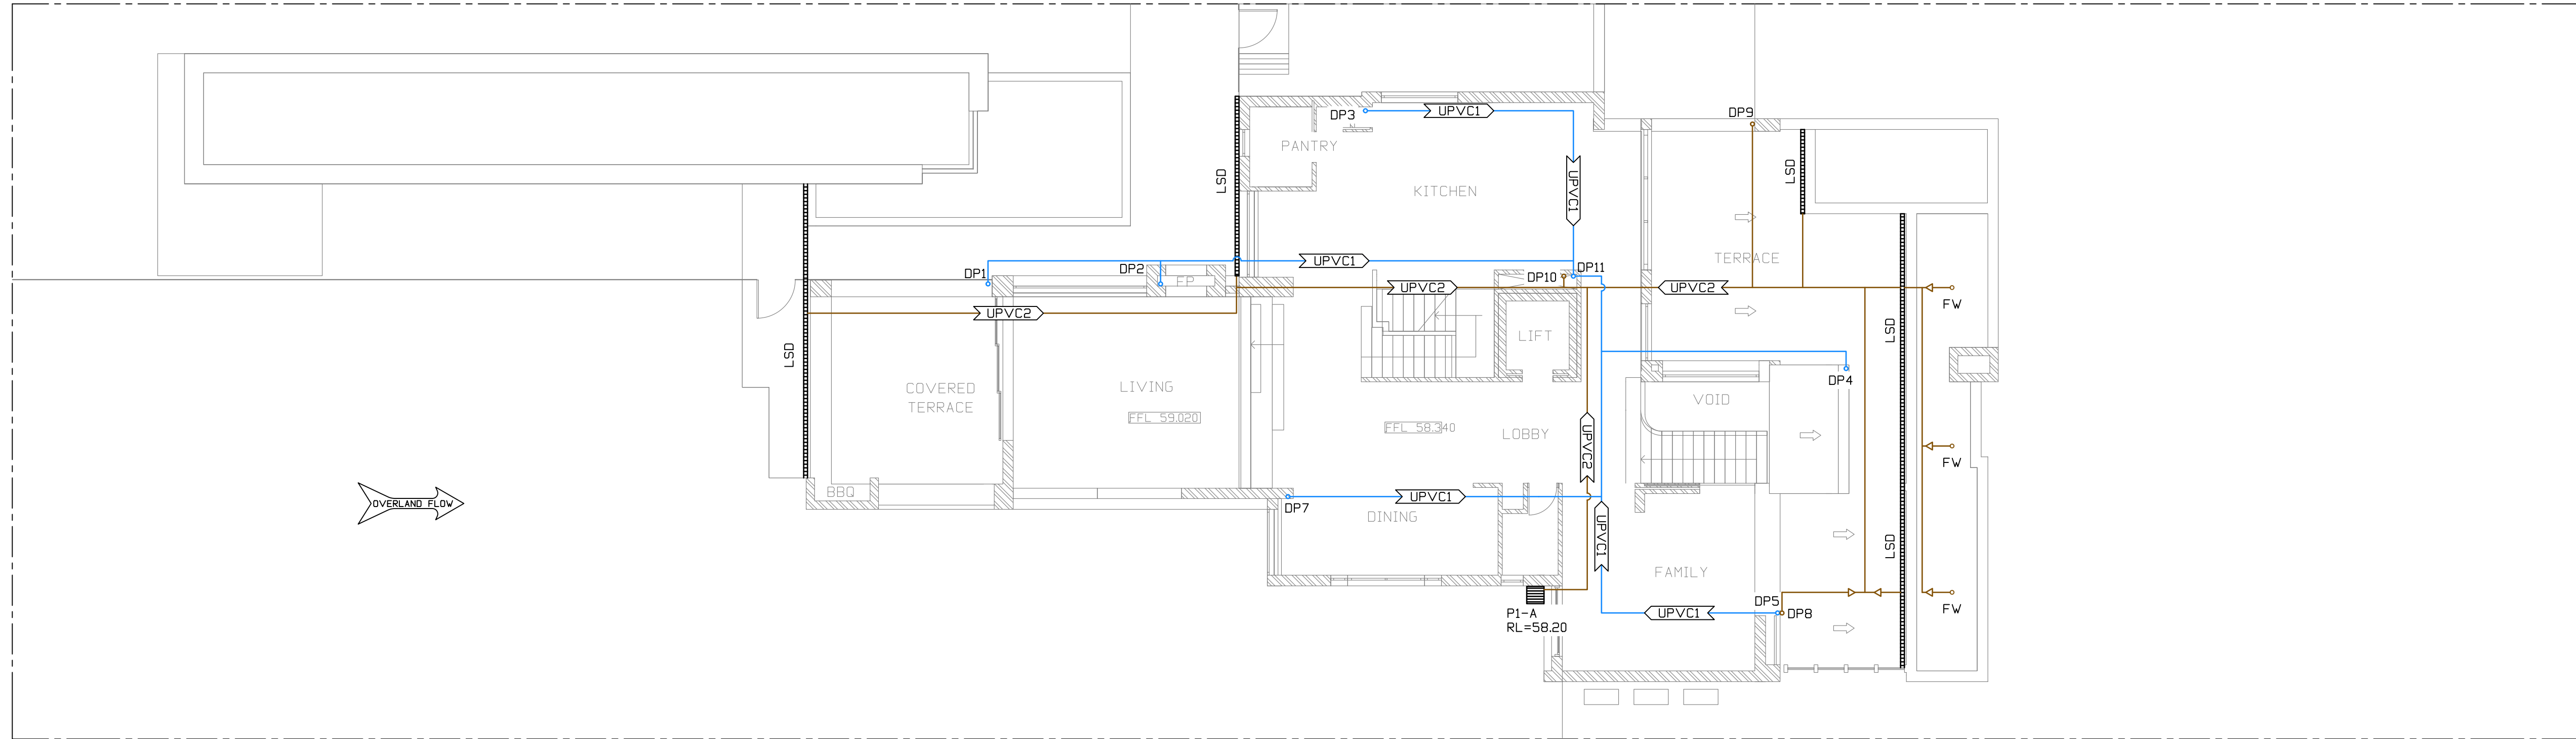 DP3
UPVC1
DP9
PANTRY
LSD
LSD
UPVC1
KITCHEN
TERRACE
DP1
DP2
UPVC1
DP11
FP
DP10
UPVC2
UPVC2
FW
UPVC2
LSD
LSD
LIFT
COVERED
TERRACE
LIVING
DP4
VOID
FFL 59.020
FFL 58.340
LOBBY
UPVC2
FW
BBQ
OVERLAND FLOW
UPVC1
DP7
DINING
UPVC1
LSD
FAMILY
P1-A
RL=58.20
UPVC1
DP5
DP8
FW